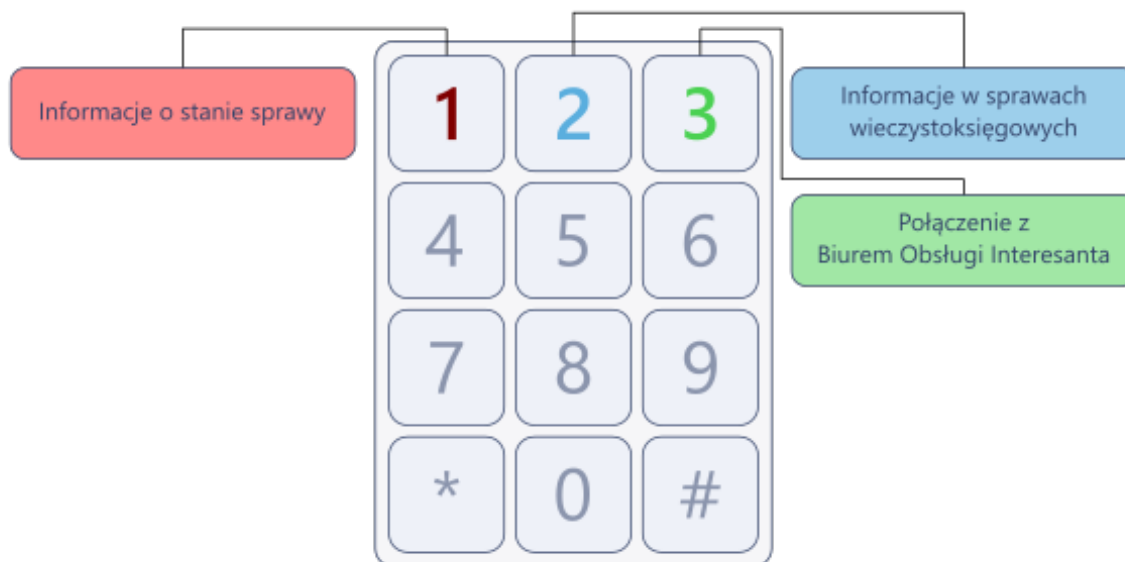 Informacje o stanie sprawy
1 2 3
Informacje w sprawach
wieczystoksięgowych
Połączenie z
Biurem Obsługi Interesanta
4 5 6
7 8 9
* 0 #